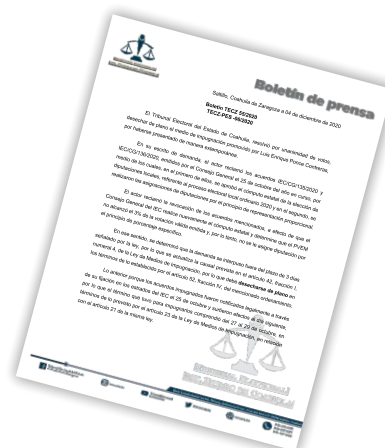 Boletín de prensa
Saltillo, Coahuila de Zaragoza a 04 de diciembre de 2020
Boletín TECZ 56/2020
TECZ-PES -66/2020
El Tribunal Electoral del Estado de Coahuila, resolvió por unanimidad de votos,
desechar de plano el medio de impugnación promovido por Luis Enrique Contreras,
por haberse presentado de manera extemporánea.
En su escrito de demanda, el actor reclama los acuerdos IEC/CG/135/2020 y
IEC/CG/136/2020, emitidos por el Consejo General el 25 de octubre del año en curso, por
medio de los cuales, en el primero de ellos, se aprobó el cómputo estatal de la elección de
diputaciones locales, referente al proceso electoral local ordinario 2020 y en el segundo, se
realizaron las asignaciones de diputaciones por el principio de representación proporcional.
El actor reclamó la revocación de los acuerdos mencionados, a efecto de que el
Consejo General del IEC realice nuevamente el cómputo estatal y determine que el PVEM
no alcanzó el 3% de la votación válida emitida y, por tanto, no se le asigne diputación por
el principio de porcentaje específico.
En ese sentido, se determinó que la demanda se interpuso fuera del plazo de 3 días
señalado por la ley, por lo que se actualiza la causal prevista en el artículo 42, fracción I,
numeral 4, de la Ley de Medios de Impugnación, por lo que debe desecharse de plano en
los términos de lo establecido por el artículo 62, fracción IV, del mencionado ordenamiento.
Lo anterior porque los acuerdos impugnados fueron notificados legalmente a través
de su fijación en los estrados del IEC el 25 de octubre y surtieron efectos al día siguiente,
por lo que el término que tuvo para impugnarlos comprendió del 27 al 29 de octubre, en
términos de lo previsto por el artículo 23 de la Ley de Medios de Impugnación, en relación
con el artículo 21 de la misma ley.